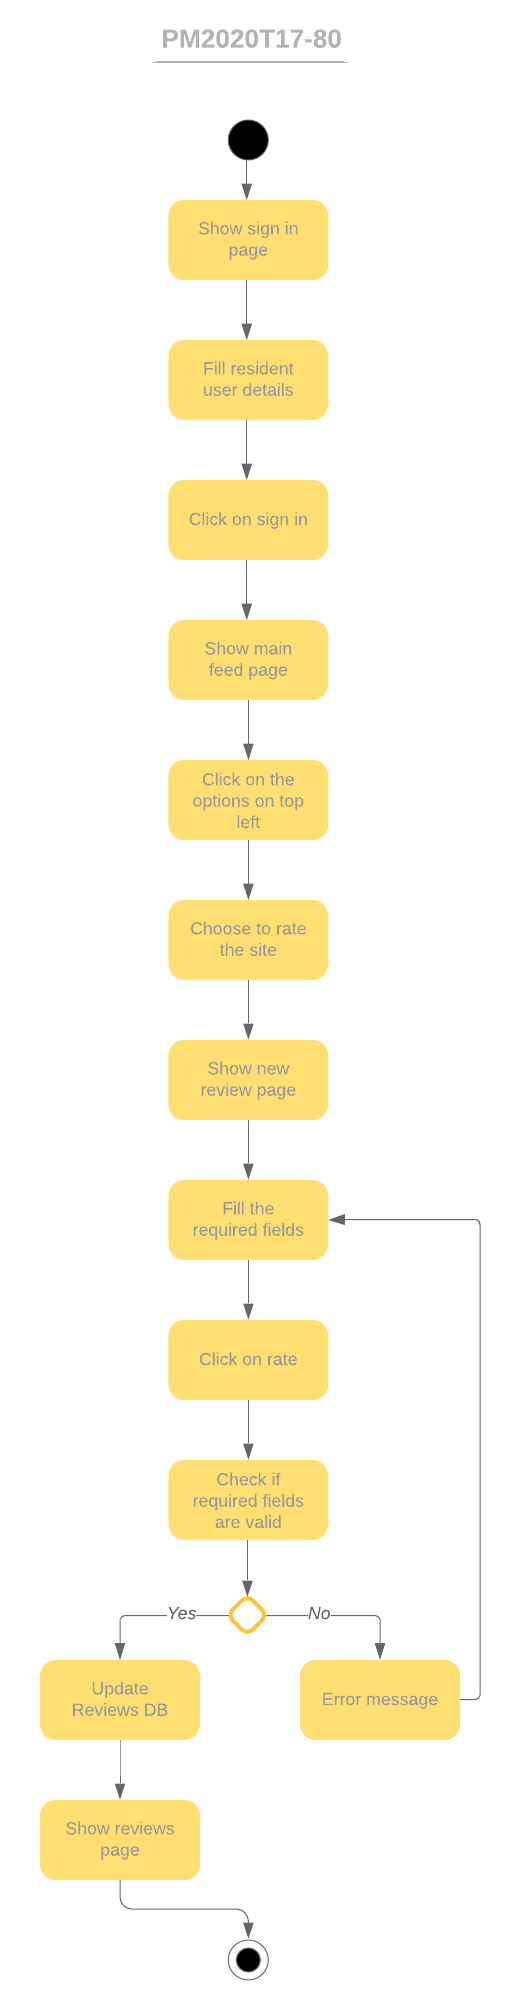 PM2020T17-80
Show sign in
page
Fill resident
user details
Click on sign in
Show main
feed page
Click on the
options on top
left
Choose to rate
the site
Show new
review page
Fill the
required fields
Click on rate
Check if
required fields
are valid
Yes
No
Update
Reviews DB
Error message
Show reviews
page